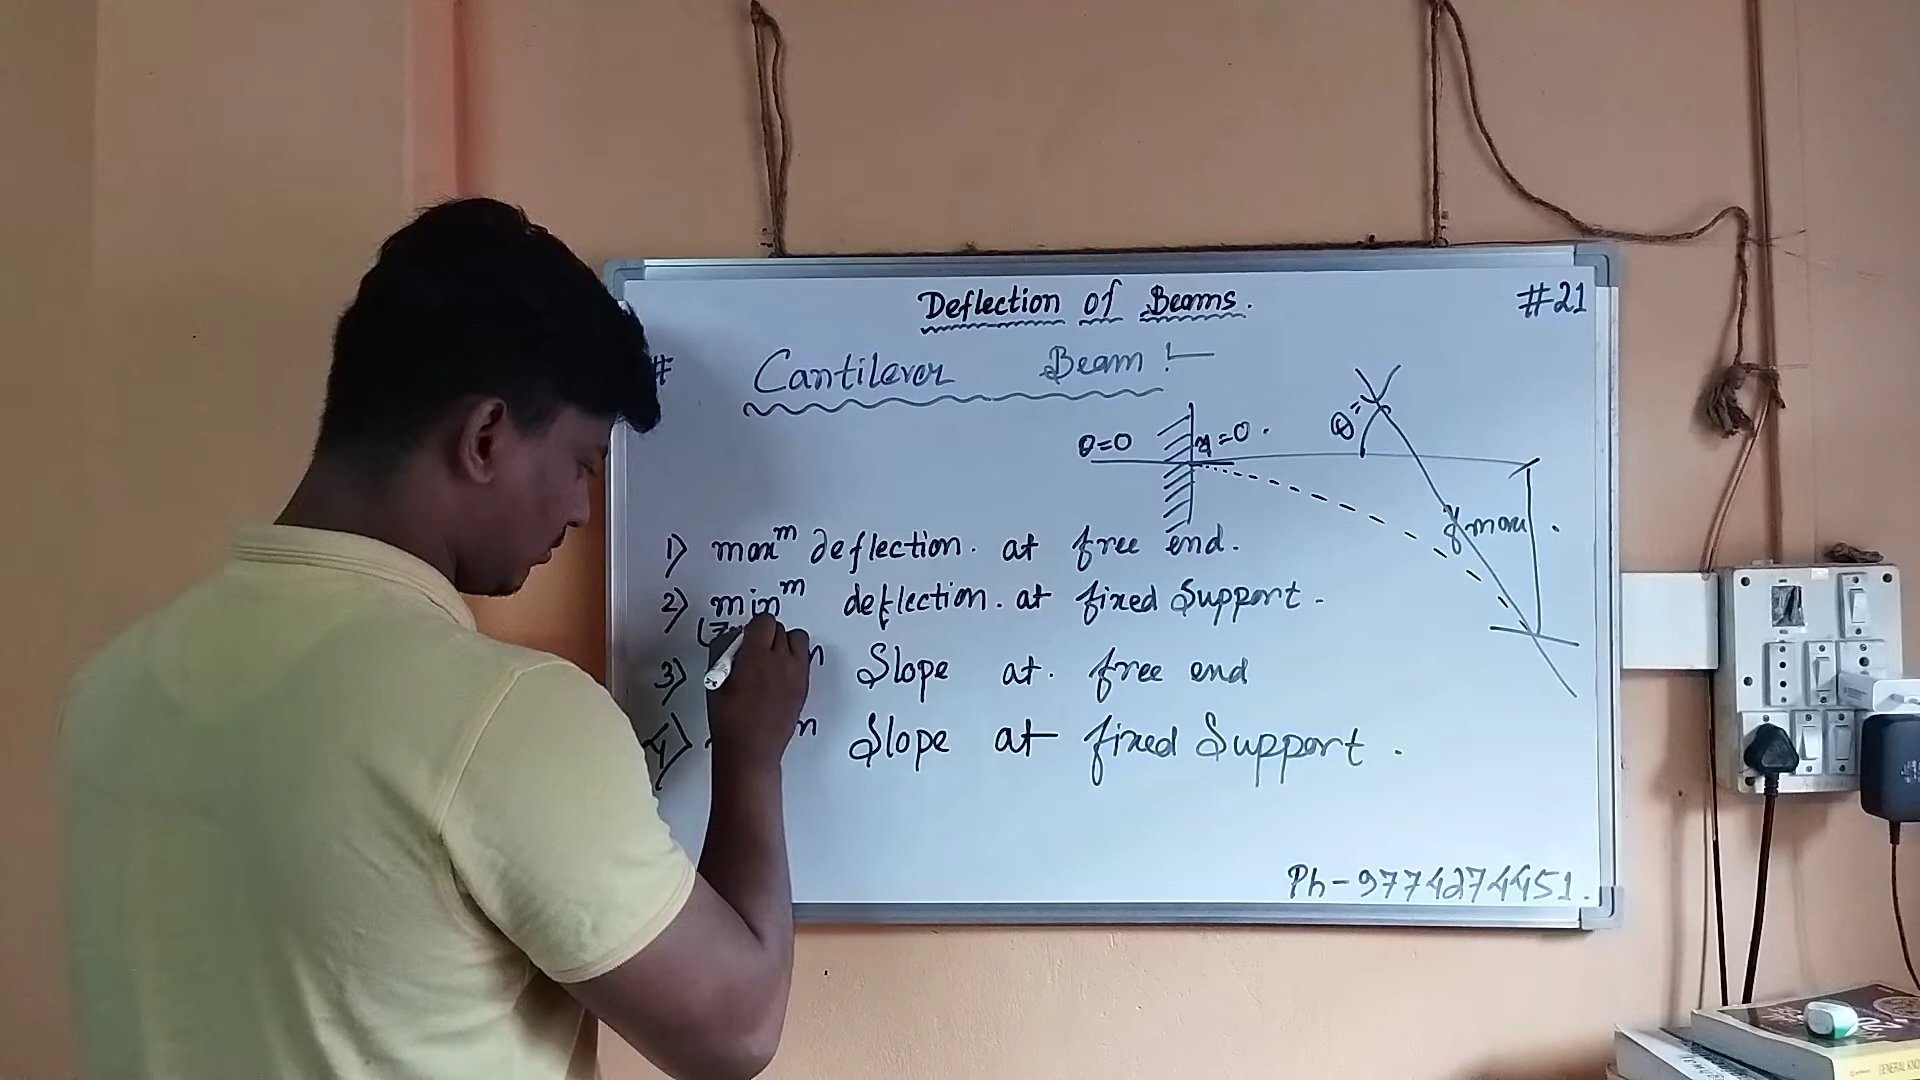 Deflection of Beams.
#21
# Cantilever Beam :-
θ=0
y=0.
θ
y max.
1) maxᵐ deflection. at free end.
2) minᵐ deflection. at fixed Support.
3) Slope at. free end
4) Slope at fixed Support.
Ph-9774274451.